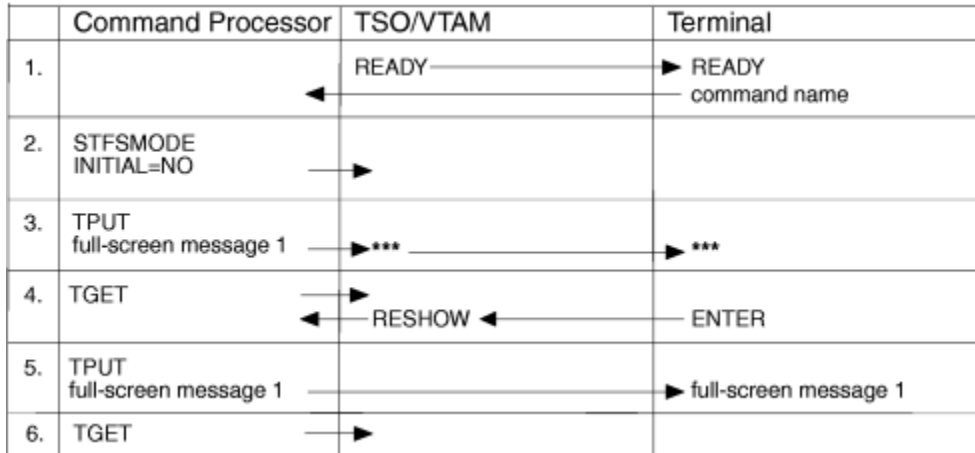 Command Processor TSO/VTAM Terminal
1. READY READY
command name
2. STFSMODE
INITIAL=NO
3. TPUT
full-screen message 1 *** ***
4. TGET
RESHOW ENTER
5. TPUT
full-screen message 1 full-screen message 1
6. TGET